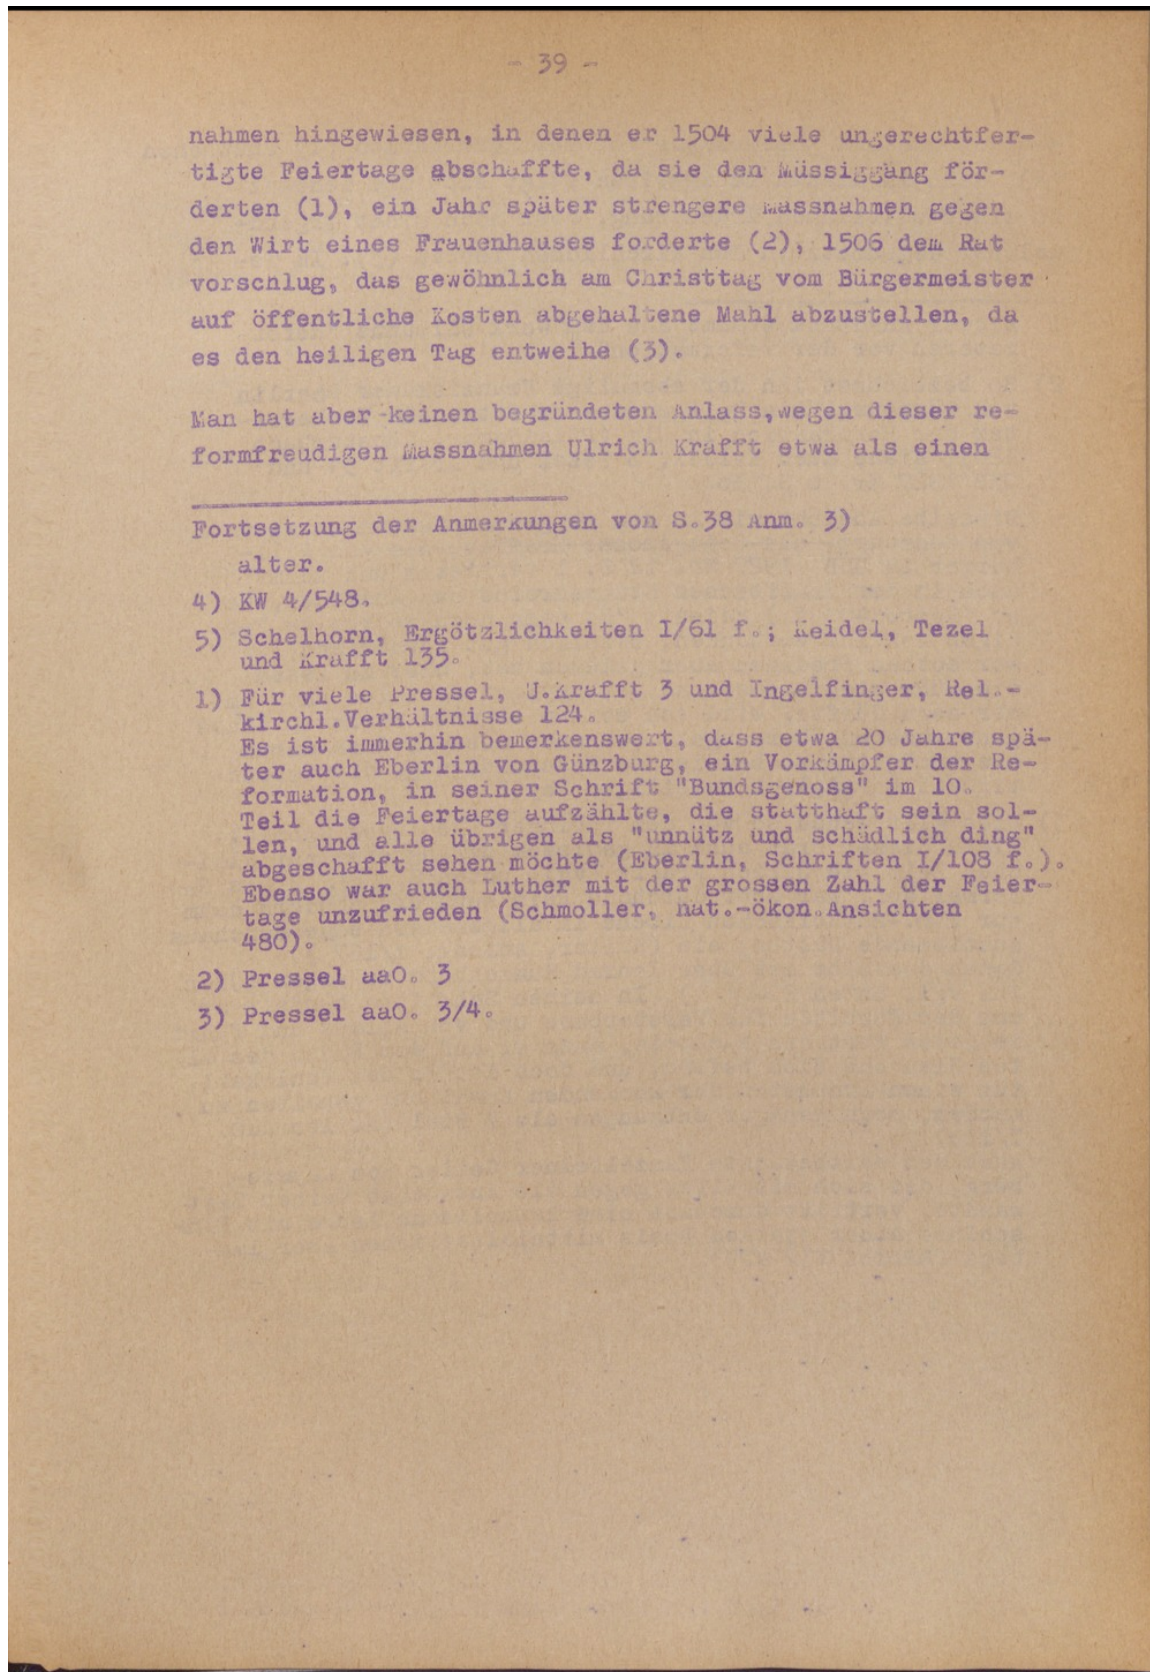 - 39 -
nahmen hingewiesen, in denen er 1504 viele ungerechtfer-
tigte Feiertage abschaffte, da sie den Müssiggang för-
derten (1), ein Jahr später strengere Massnahmen gegen
den Wirt eines Frauenhauses forderte (2), 1506 dem Rat
vorschlug, das gewöhnlich am Christtag vom Bürgermeister
auf öffentliche Kosten abgehaltene Mahl abzustellen, da
es den heiligen Tag entweihe (3).
Man hat aber keinen begründeten Anlass, wegen dieser re-
formfreudigen Massnahmen Ulrich Krafft etwa als einen
Fortsetzung der Anmerkungen von S.38 Anm. 3)
alter.
4) KW 4/548.
5) Schelhorn, Ergötzlichkeiten I/61 f.; Keidel, Tezel
und Krafft 135.
1) Für viele Pressel, U.Krafft 3 und Ingelfinger, Rel.-
kirchl.Verhältnisse 124.
Es ist immerhin bemerkenswert, dass etwa 20 Jahre spä-
ter auch Eberlin von Günzburg, ein Vorkämpfer der Re-
formation, in seiner Schrift "Bundsgenoss" im 10.
Teil die Feiertage aufzählte, die statthaft sein sol-
len, und alle übrigen als "unnütz und schädlich ding"
abgeschafft sehen möchte (Eberlin, Schriften I/108 f.).
Ebenso war auch Luther mit der grossen Zahl der Feier-
tage unzufrieden (Schmoller, nat.-ökon.Ansichten
480).
2) Pressel aaO. 3
3) Pressel aaO. 3/4.